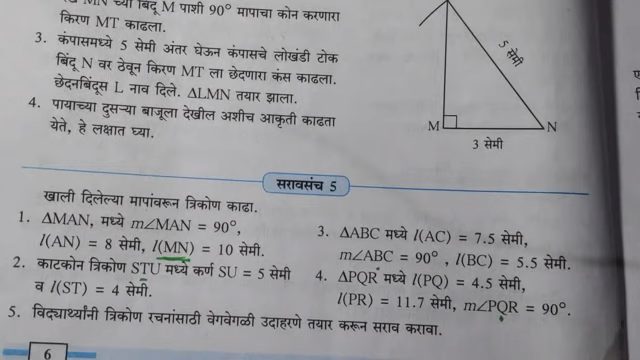 MN च्या बिंदू M पाशी 90° मापाचा कोन करणारा
किरण MT काढला.
3. कंपासमध्ये 5 सेमी अंतर घेऊन कंपासचे लोखंडी टोक
बिंदू N वर ठेवून किरण MT ला छेदणारा कंस काढला.
छेदनबिंदूस L नाव दिले. ΔLMN तयार झाला.
4. पायाच्या दुसऱ्या बाजूला देखील अशीच आकृती काढता
येते, हे लक्षात घ्या.
5 सेमी
M
N
3 सेमी
सरावसंच 5
खाली दिलेल्या मापांवरून त्रिकोण काढा.
1. ΔMAN, मध्ये m∠MAN = 90°,
l(AN) = 8 सेमी, l(MN) = 10 सेमी.
2. काटकोन त्रिकोण STU मध्ये कर्ण SU = 5 सेमी
व l(ST) = 4 सेमी.
3. ΔABC मध्ये l(AC) = 7.5 सेमी,
m∠ABC = 90° , l(BC) = 5.5 सेमी.
4. ΔPQR मध्ये l(PQ) = 4.5 सेमी,
l(PR) = 11.7 सेमी, m∠PQR = 90°.
5. विद्यार्थ्यांनी त्रिकोण रचनांसाठी वेगवेगळी उदाहरणे तयार करून सराव करावा.
6